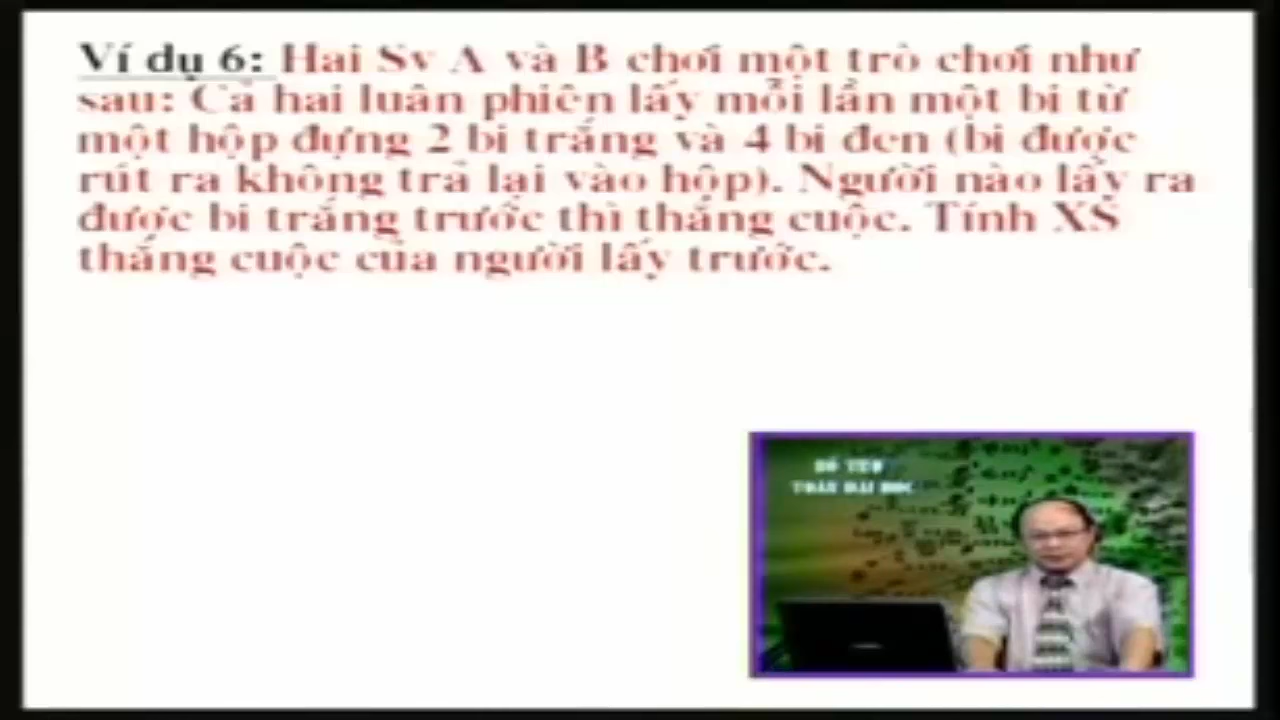 Ví dụ 6: Hai Sv A và B chơi một trò chơi như
sau: Cả hai luân phiên lấy mỗi lần một bi từ
một hộp đựng 2 bi trắng và 4 bi đen (bi được
rút ra không trả lại vào hộp). Người nào lấy ra
được bi trắng trước thì thắng cuộc. Tính XS
thắng cuộc của người lấy trước.
TOÁN ĐẠI HỌC